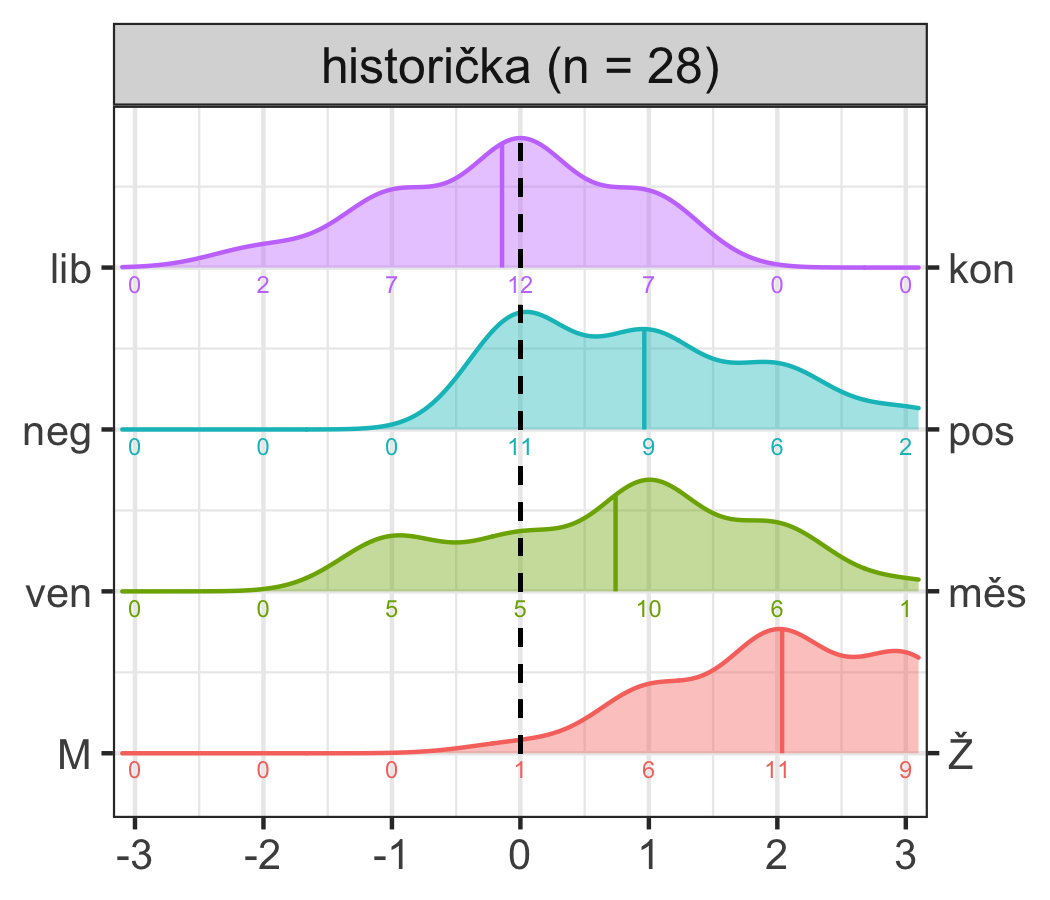 historička (n = 28)
lib kon
0 2 7 12 7 0 0
neg pos
0 0 0 11 9 6 2
ven měs
0 0 5 5 10 6 1
M Ž
0 0 0 1 6 11 9
-3 -2 -1 0 1 2 3